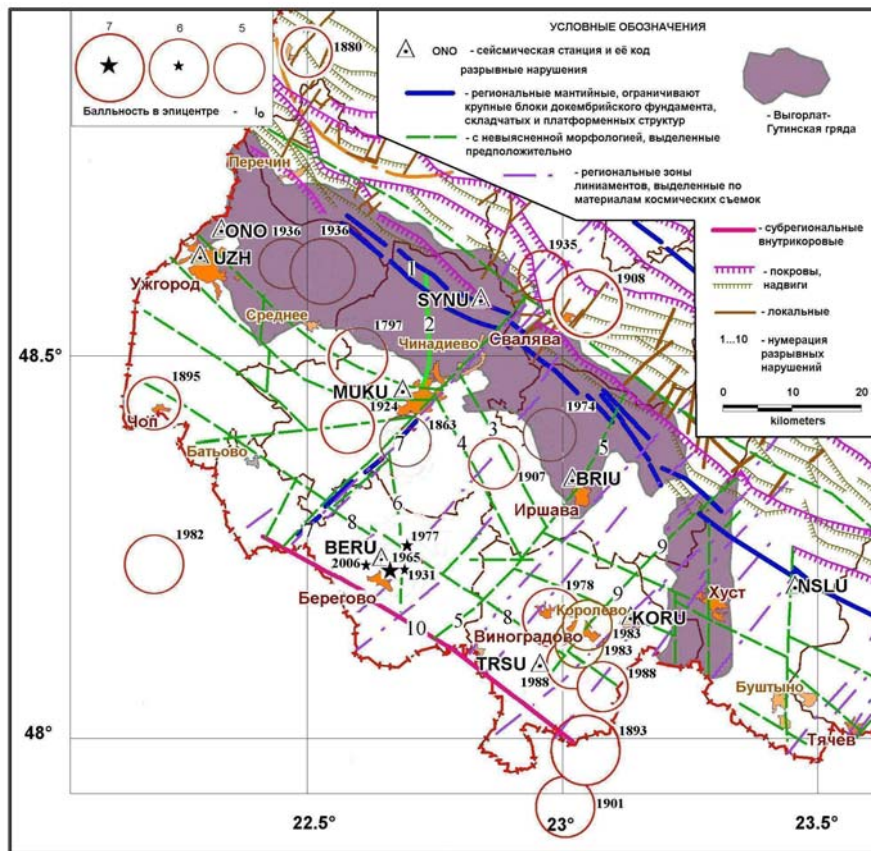 7
6
5
Балльность в эпицентре - I₀
УСЛОВНЫЕ ОБОЗНАЧЕНИЯ
ONO - сейсмическая станция и её код
разрывные нарушения
- региональные мантийные, ограничивают
крупные блоки докембрийского фундамента,
складчатых и платформенных структур
- с невыясненной морфологией, выделенные
предположительно
- Выгорлат-
Гутинская гряда
- региональные зоны
линиаментов, выделенные по
материалам космических съемок
- субрегиональные
внутрикоровые
- покровы,
надвиги
- локальные
1...10 - нумерация
разрывных
нарушений
0 10 20
kilometers
1880
Перечин
ONO
1936
1936
UZH
Ужгород
1
1935
1908
SYNU
Среднее
2
Свалява
1797
Чинадиево
48.5°
MUKU
1895
1924
Чоп
1863
1974
Батьово
7
4
3
5
1907
BRIU
Иршава
6
8
1977
1982
BERU
1965
2006
1931
9
Берегово
1978
9
NSLU
Хуст
Королёво
5
8
KORU
10
Виноградово
1983
1983
TRSU
1988
1988
Буштыно
48°
1893
Тячев
1901
22.5°
23°
23.5°